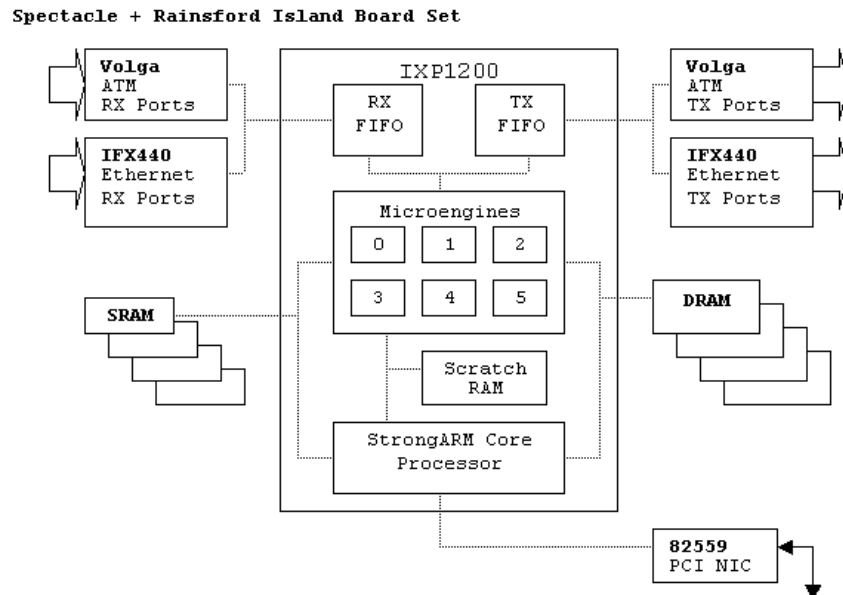 Spectacle + Rainsford Island Board Set
IXP1200
Volga
ATM
RX Ports
IFX440
Ethernet
RX Ports
RX
FIFO
TX
FIFO
Volga
ATM
TX Ports
IFX440
Ethernet
TX Ports
Microengines
0 1 2
3 4 5
SRAM
DRAM
Scratch
RAM
StrongARM Core
Processor
82559
PCI NIC